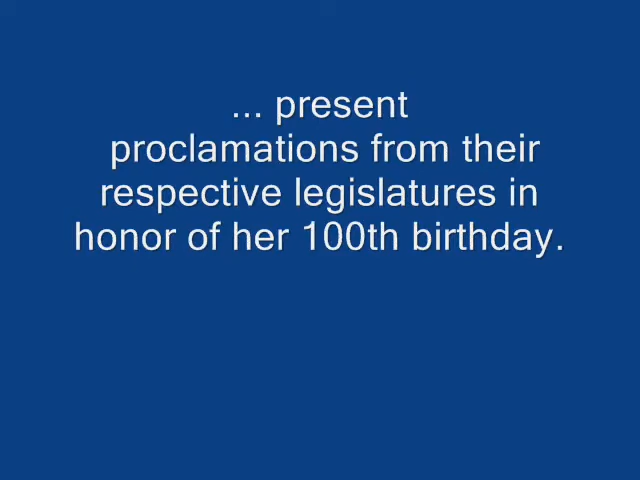 ... present
proclamations from their
respective legislatures in
honor of her 100th birthday.